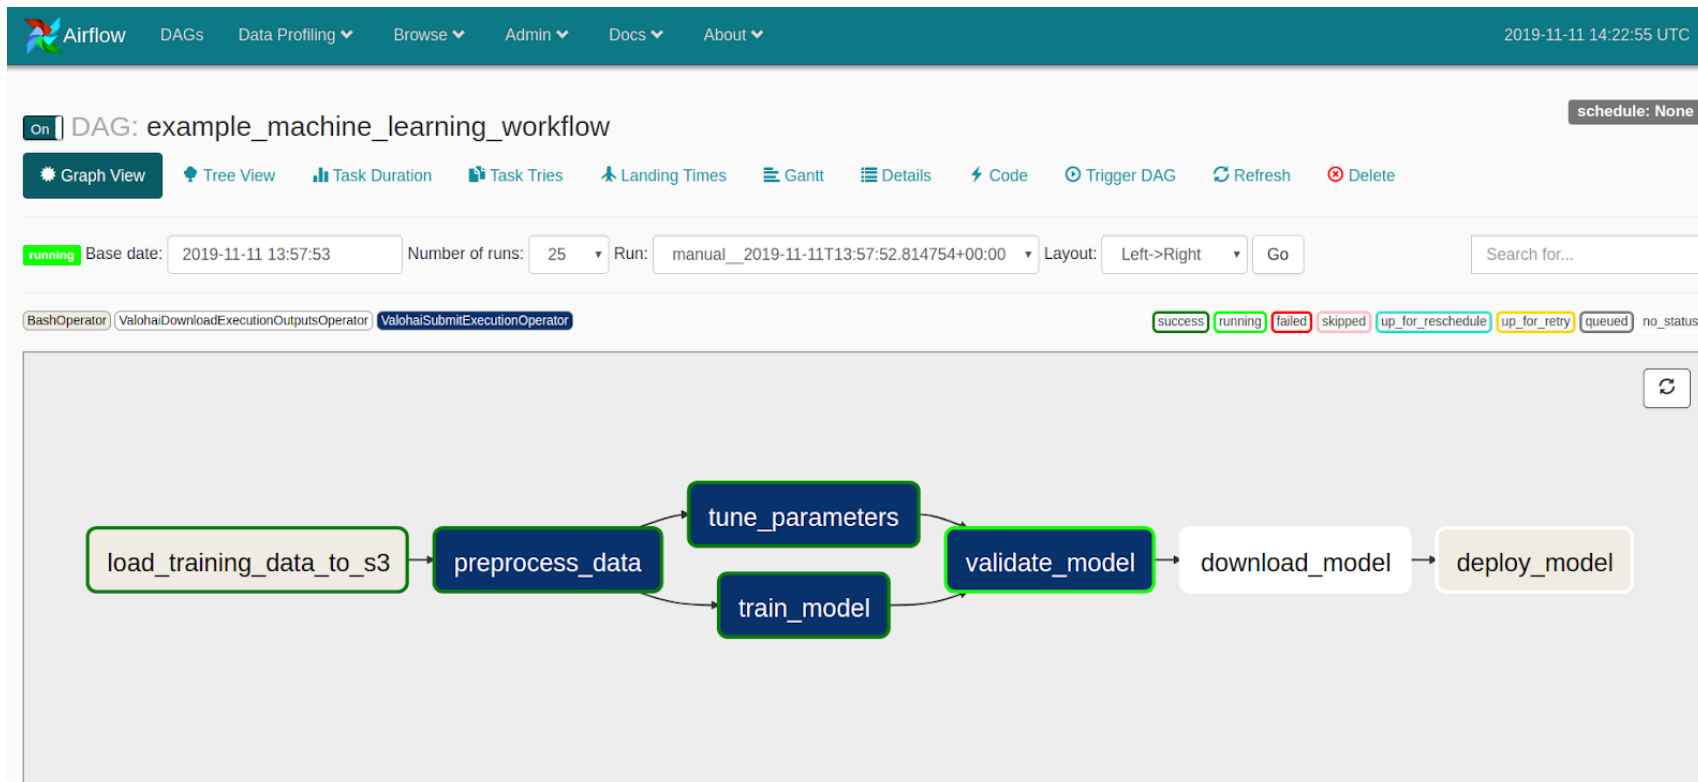 Airflow DAGs Data Profiling Browse Admin Docs About 2019-11-11 14:22:55 UTC
schedule: None
On DAG: example_machine_learning_workflow
Graph View Tree View Task Duration Task Tries Landing Times Gantt Details Code Trigger DAG Refresh Delete
running Base date: 2019-11-11 13:57:53 Number of runs: 25 Run: manual__2019-11-11T13:57:52.814754+00:00 Layout: Left->Right Go Search for...
BashOperator ValohaiDownloadExecutionOutputsOperator ValohaiSubmitExecutionOperator success running failed skipped up_for_reschedule up_for_retry queued no_status
tune_parameters
load_training_data_to_s3 preprocess_data validate_model download_model deploy_model
train_model